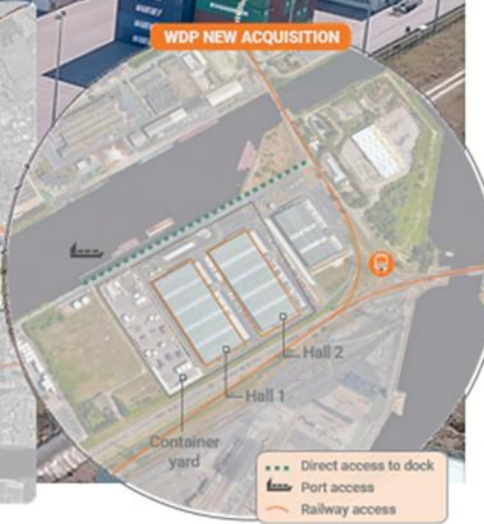 WDP NEW ACQUISITION
Hall 2
Hall 1
Container
yard
Direct access to dock
Port access
Railway access